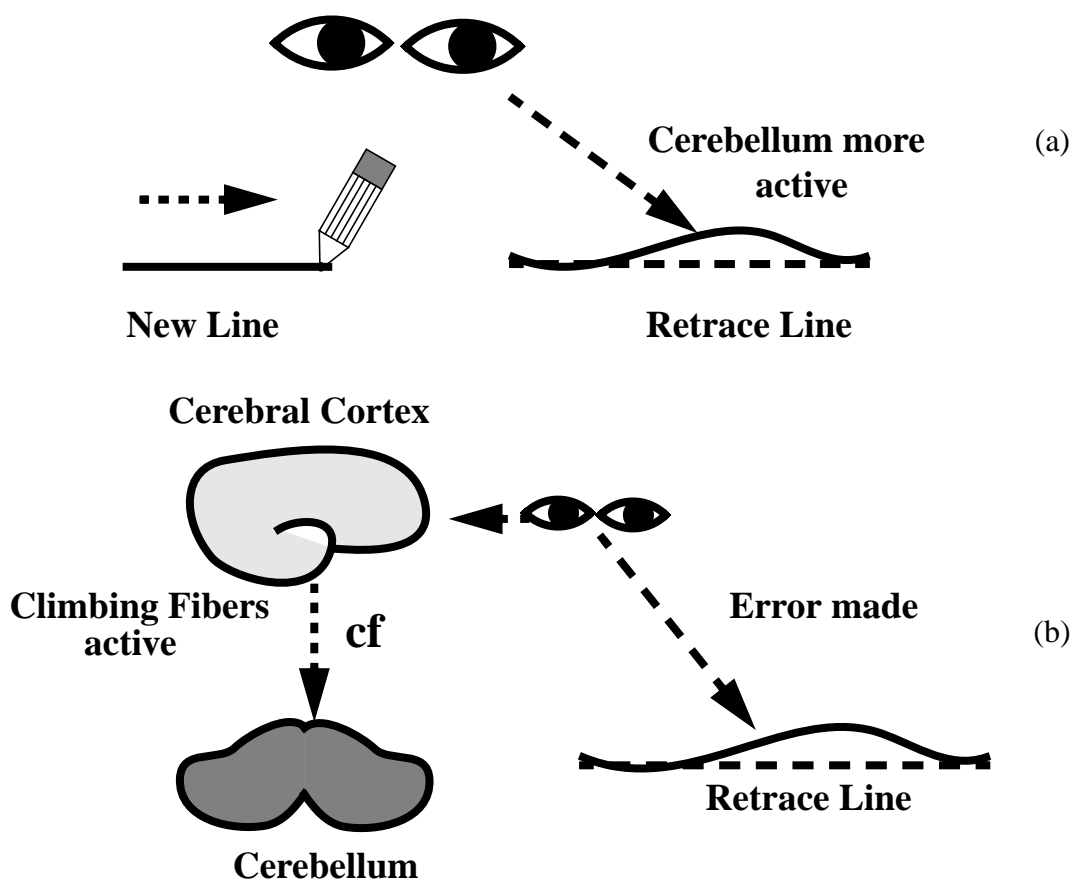 Cerebellum more
active
(a)
New Line
Retrace Line
Cerebral Cortex
Climbing Fibers
active
cf
Error made
(b)
Retrace Line
Cerebellum